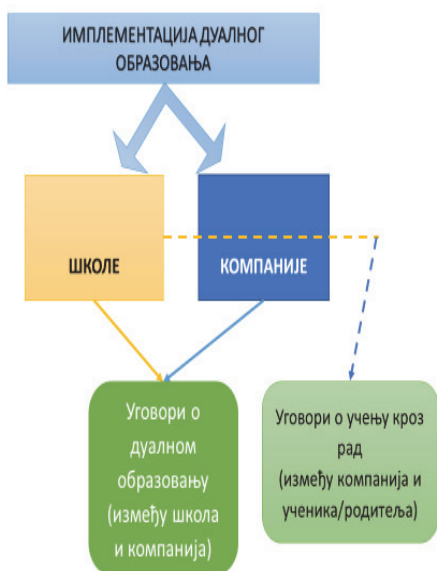 ИМПЛЕМЕНТАЦИЈА ДУАЛНОГ
ОБРАЗОВАЊА
ШКОЛЕ
КОМПАНИЈЕ
Уговори о
дуалном
образовању
(између школа
и компанија)
Уговори о учењу кроз
рад
(између компанија и
ученика/родитеља)